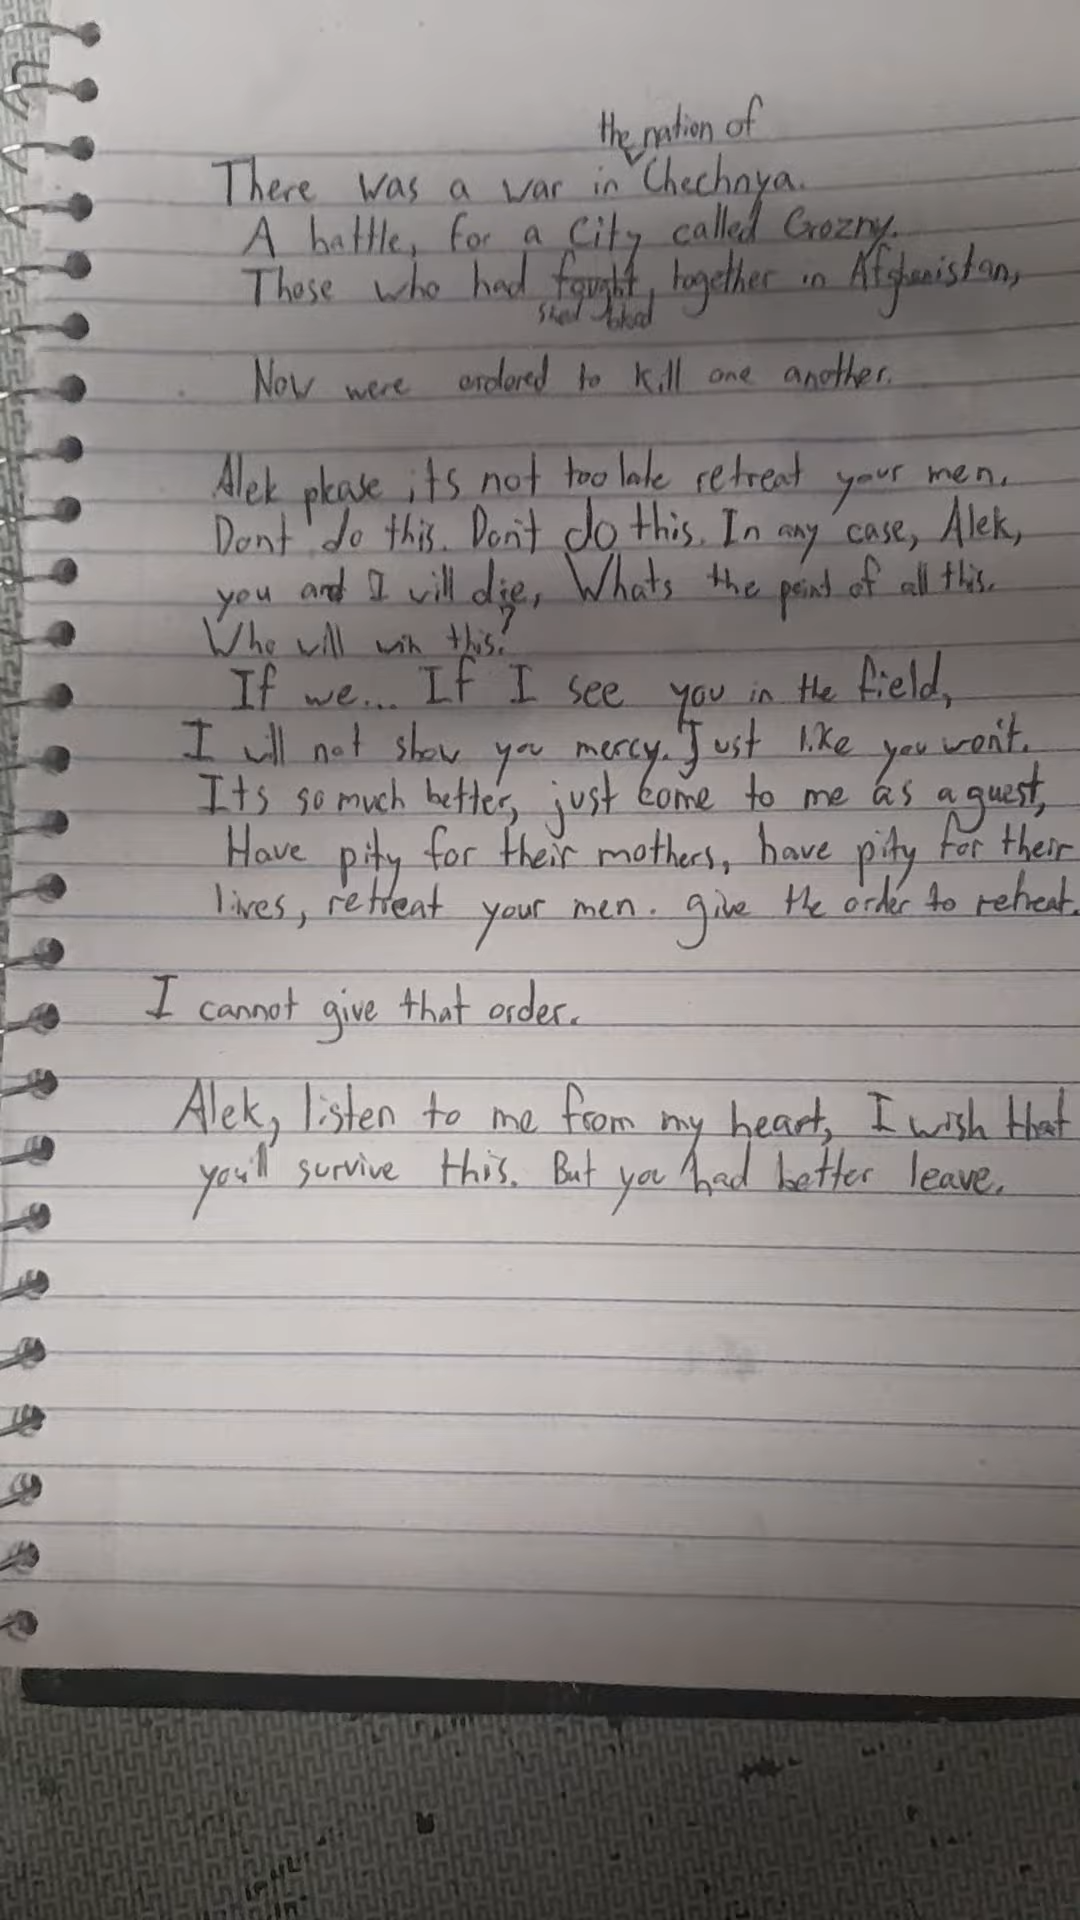 the nation of
There was a war in Chechnya.
A battle, for a City called Grozny.
Those who had fought, together in Afghanistan,
shed blood
Now were ordered to kill one another.
Alek please its not too late retreat your men.
Dont do this. Don't do this. In any case, Alek,
you and I will die, Whats the point of all this.
Who will win this?
If we... If I see you in the field,
I will not show you mercy. Just like you won't.
Its so much better, just come to me as a guest,
Have pity for their mothers, have pity for their
lives, retreat your men. give the order to retreat.
I cannot give that order.
Alek, listen to me from my heart, I wish that
you'll survive this. But you had better leave.